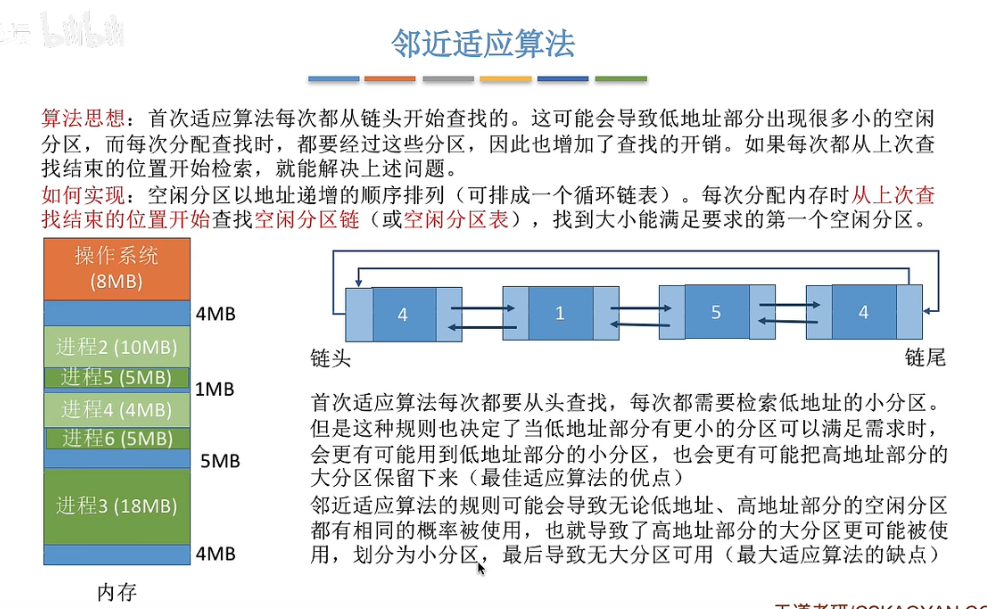 bilibili
邻近适应算法
算法思想：首次适应算法每次都从链头开始查找的。这可能会导致低地址部分出现很多小的空闲
分区，而每次分配查找时，都要经过这些分区，因此也增加了查找的开销。如果每次都从上次查
找结束的位置开始检索，就能解决上述问题。
如何实现：空闲分区以地址递增的顺序排列（可排成一个循环链表）。每次分配内存时从上次查
找结束的位置开始查找空闲分区链（或空闲分区表），找到大小能满足要求的第一个空闲分区。
操作系统
(8MB)
4MB
进程2 (10MB)
进程5 (5MB)
1MB
进程4 (4MB)
进程6 (5MB)
5MB
进程3 (18MB)
4MB
内存
4 1 5 4
链头 链尾
首次适应算法每次都要从头查找，每次都需要检索低地址的小分区。
但是这种规则也决定了当低地址部分有更小的分区可以满足需求时，
会更有可能用到低地址部分的小分区，也会更有可能把高地址部分的
大分区保留下来（最佳适应算法的优点）
邻近适应算法的规则可能会导致无论低地址、高地址部分的空闲分区
都有相同的概率被使用，也就导致了高地址部分的大分区更可能被使
用，划分为小分区，最后导致无大分区可用（最大适应算法的缺点）